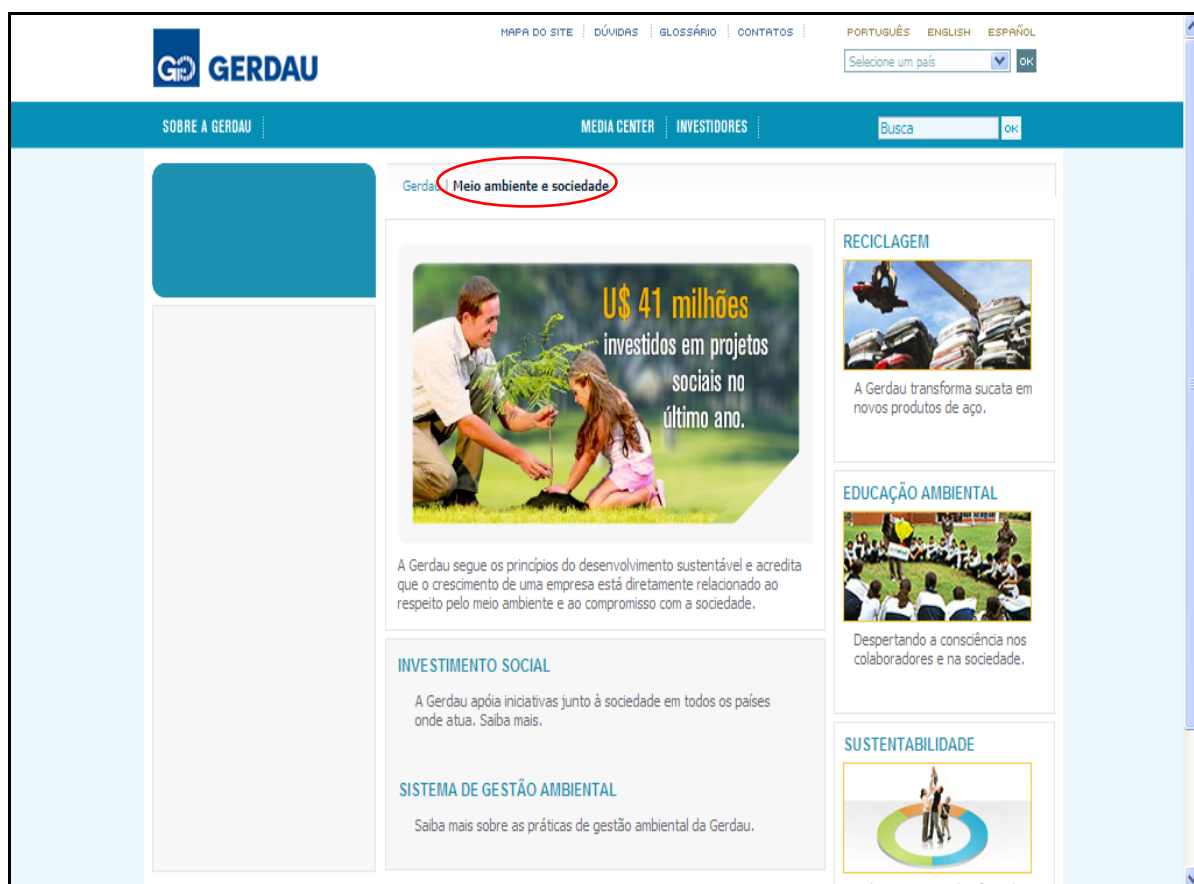 MAPA DO SITE DÚVIDAS GLOSSÁRIO CONTATOS
PORTUGUÊS ENGLISH ESPAÑOL
GERDAU
Selecione um país OK
SOBRE A GERDAU MEDIA CENTER INVESTIDORES Busca OK
Gerdau | Meio ambiente e sociedade
U$ 41 milhões
investidos em projetos
sociais no
último ano.
A Gerdau segue os princípios do desenvolvimento sustentável e acredita
que o crescimento de uma empresa está diretamente relacionado ao
respeito pelo meio ambiente e ao compromisso com a sociedade.
INVESTIMENTO SOCIAL
A Gerdau apóia iniciativas junto à sociedade em todos os países
onde atua. Saiba mais.
SISTEMA DE GESTÃO AMBIENTAL
Saiba mais sobre as práticas de gestão ambiental da Gerdau.
RECICLAGEM
A Gerdau transforma sucata em
novos produtos de aço.
EDUCAÇÃO AMBIENTAL
Despertando a consciência nos
colaboradores e na sociedade.
SUSTENTABILIDADE